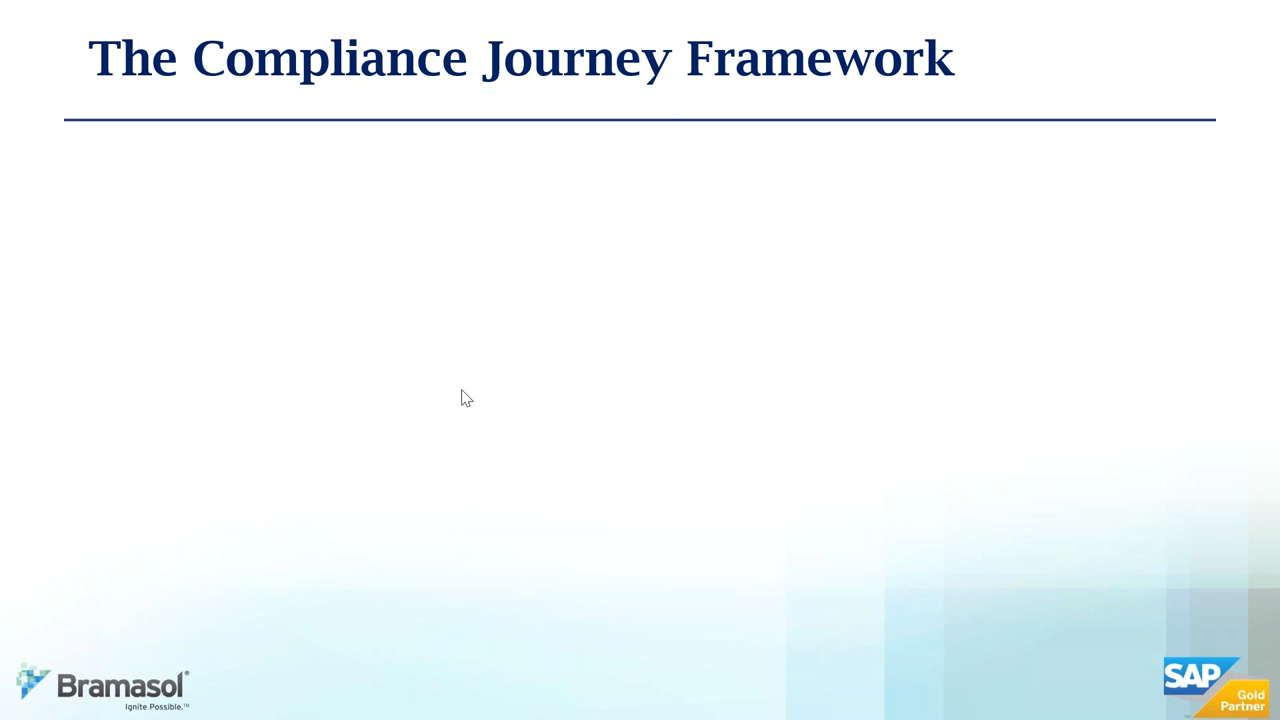 The Compliance Journey Framework
Bramasol®
Ignite Possible.™
SAP
Gold
Partner